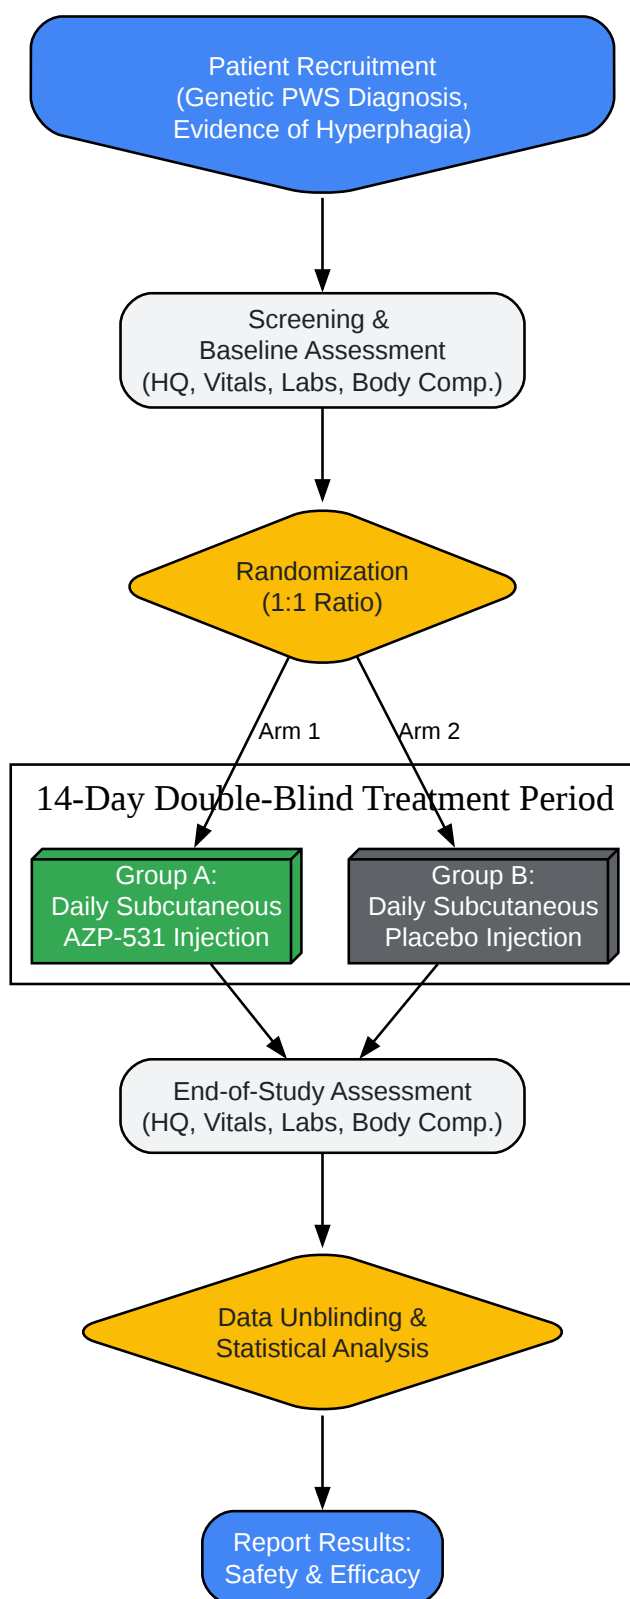 Patient Recruitment
(Genetic PWS Diagnosis,
Evidence of Hyperphagia)
Screening &
Baseline Assessment
(HQ, Vitals, Labs, Body Comp.)
Randomization
(1:1 Ratio)
Arm 1
Arm 2
14-Day Double-Blind Treatment Period
Group A:
Daily Subcutaneous
AZP-531 Injection
Group B:
Daily Subcutaneous
Placebo Injection
End-of-Study Assessment
(HQ, Vitals, Labs, Body Comp.)
Data Unblinding &
Statistical Analysis
Report Results:
Safety & Efficacy